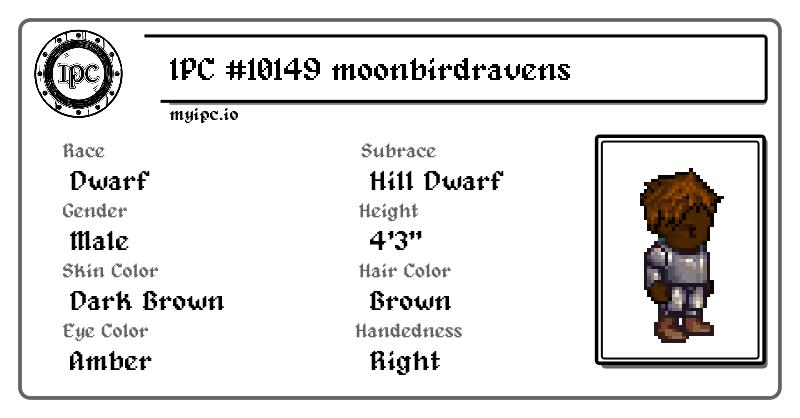 IPC
IPC #10149 moonbirdravens
myipc.io
Race
Dwarf
Subrace
Hill Dwarf
Gender
Male
Height
4'3"
Skin Color
Dark Brown
Hair Color
Brown
Eye Color
Amber
Handedness
Right